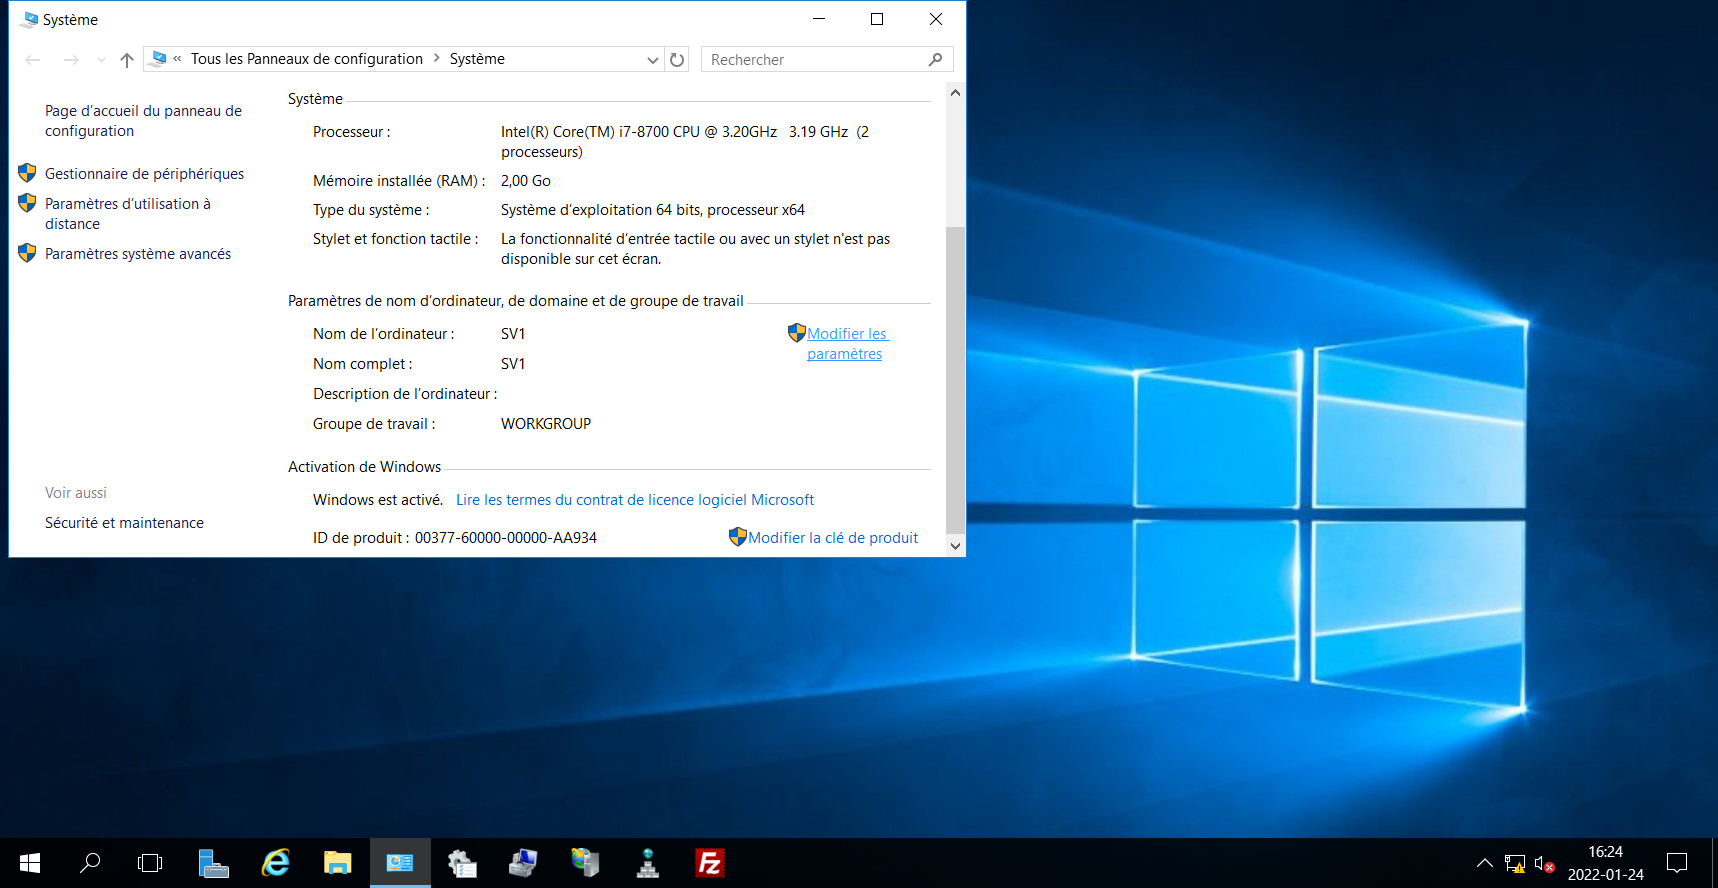 Système
« Tous les Panneaux de configuration > Système
Rechercher
Page d'accueil du panneau de
configuration
Gestionnaire de périphériques
Paramètres d'utilisation à
distance
Paramètres système avancés
Voir aussi
Sécurité et maintenance
Système
Processeur :
Intel(R) Core(TM) i7-8700 CPU @ 3.20GHz 3.19 GHz (2
processeurs)
Mémoire installée (RAM) : 2,00 Go
Type du système : Système d'exploitation 64 bits, processeur x64
Stylet et fonction tactile :
La fonctionnalité d'entrée tactile ou avec un stylet n'est pas
disponible sur cet écran.
Paramètres de nom d'ordinateur, de domaine et de groupe de travail
Nom de l'ordinateur : SV1
Modifier les
paramètres
Nom complet : SV1
Description de l'ordinateur :
Groupe de travail : WORKGROUP
Activation de Windows
Windows est activé. Lire les termes du contrat de licence logiciel Microsoft
ID de produit : 00377-60000-00000-AA934 Modifier la clé de produit
Fz
16:24
2022-01-24